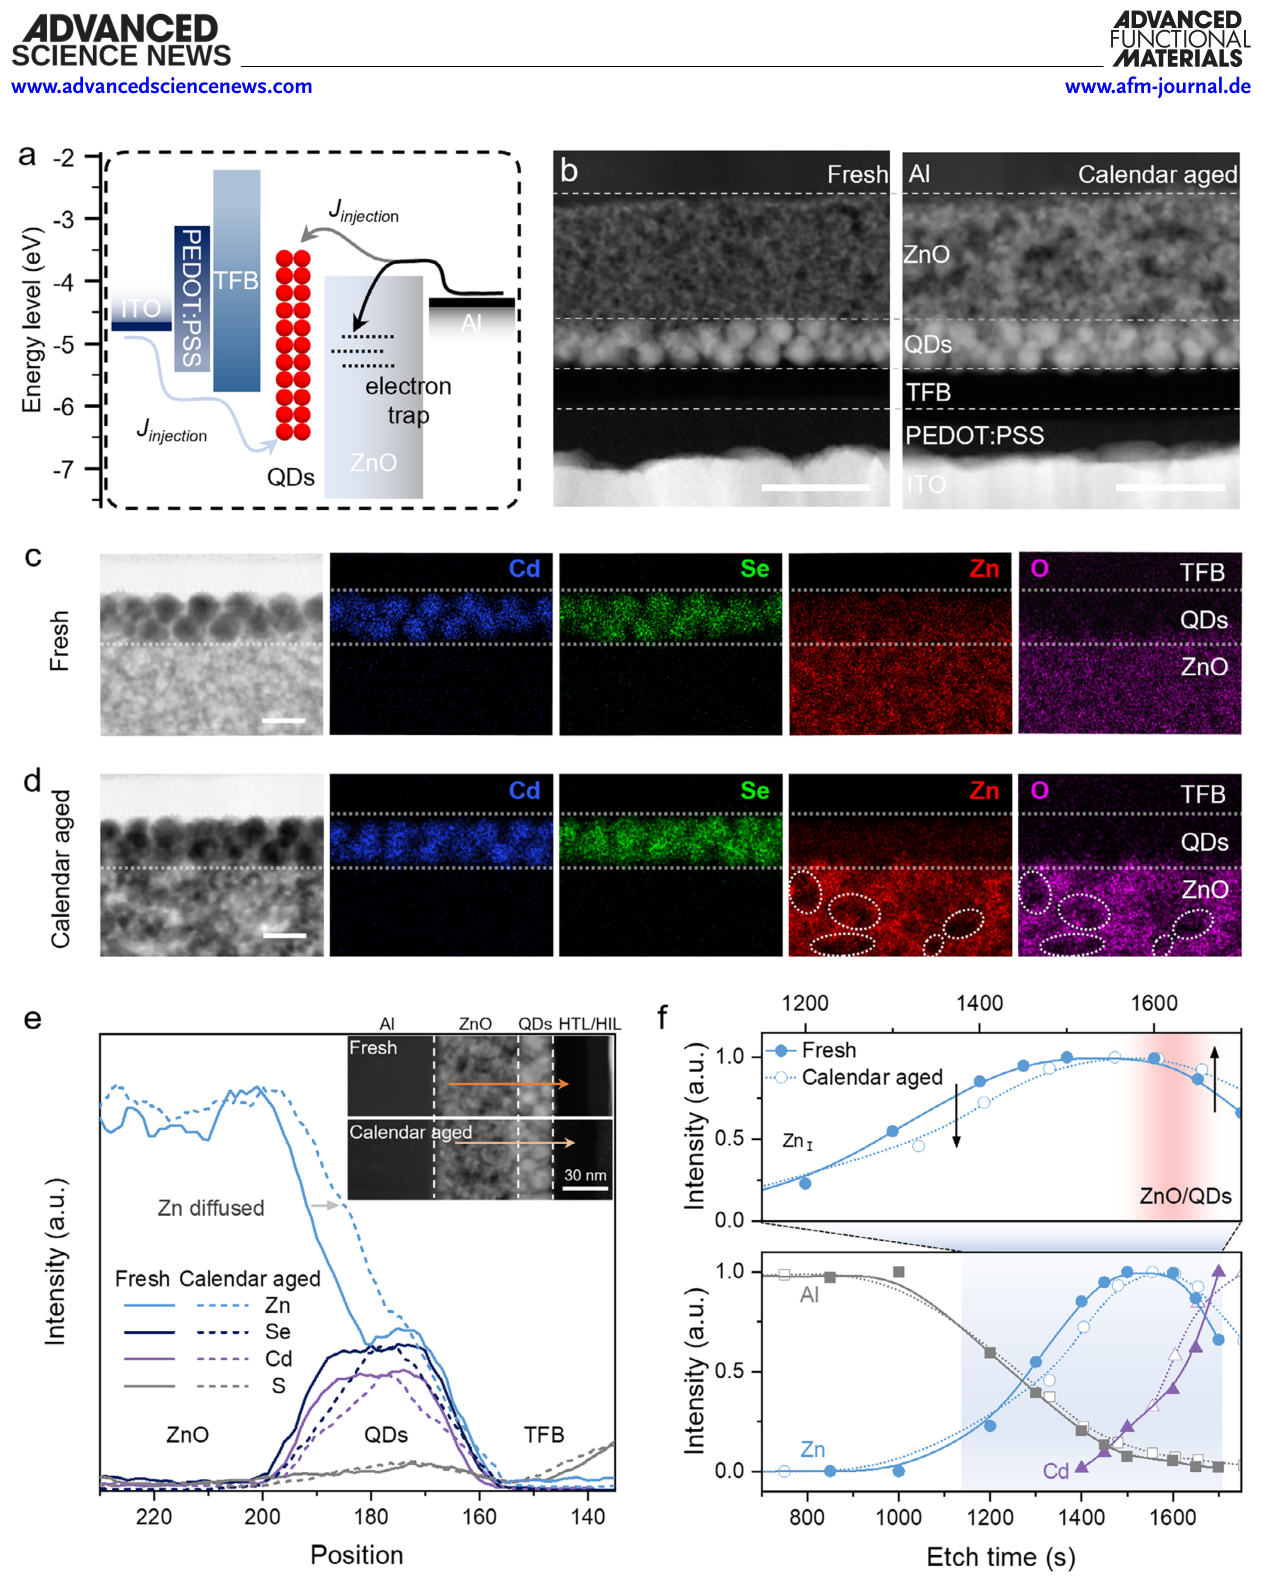 ADVANCED
SCIENCE NEWS
www.advancedsciencenews.com
ADVANCED
FUNCTIONAL
MATERIALS
www.afm-journal.de
a
Energy level (eV)
-2
-3
-4
-5
-6
-7
ITO
PEDOT:PSS
TFB
QDs
ZnO
Al
Jinjection
Jinjection
electron
trap
b
Fresh
Al
Calendar aged
ZnO
QDs
TFB
PEDOT:PSS
ITO
c
Fresh
Cd
Se
Zn
O
TFB
QDs
ZnO
d
Calendar aged
Cd
Se
Zn
O
TFB
QDs
ZnO
e
Intensity (a.u.)
Al
ZnO
QDs
HTL/HIL
Fresh
Calendar aged
30 nm
Zn diffused
Fresh Calendar aged
Zn
Se
Cd
S
ZnO
QDs
TFB
220
200
180
160
140
Position
f
1200
1400
1600
Intensity (a.u.)
1.0
0.5
0.0
Fresh
Calendar aged
ZnI
ZnO/QDs
Intensity (a.u.)
1.0
0.5
0.0
Al
Zn
Cd
800
1000
1200
1400
1600
Etch time (s)